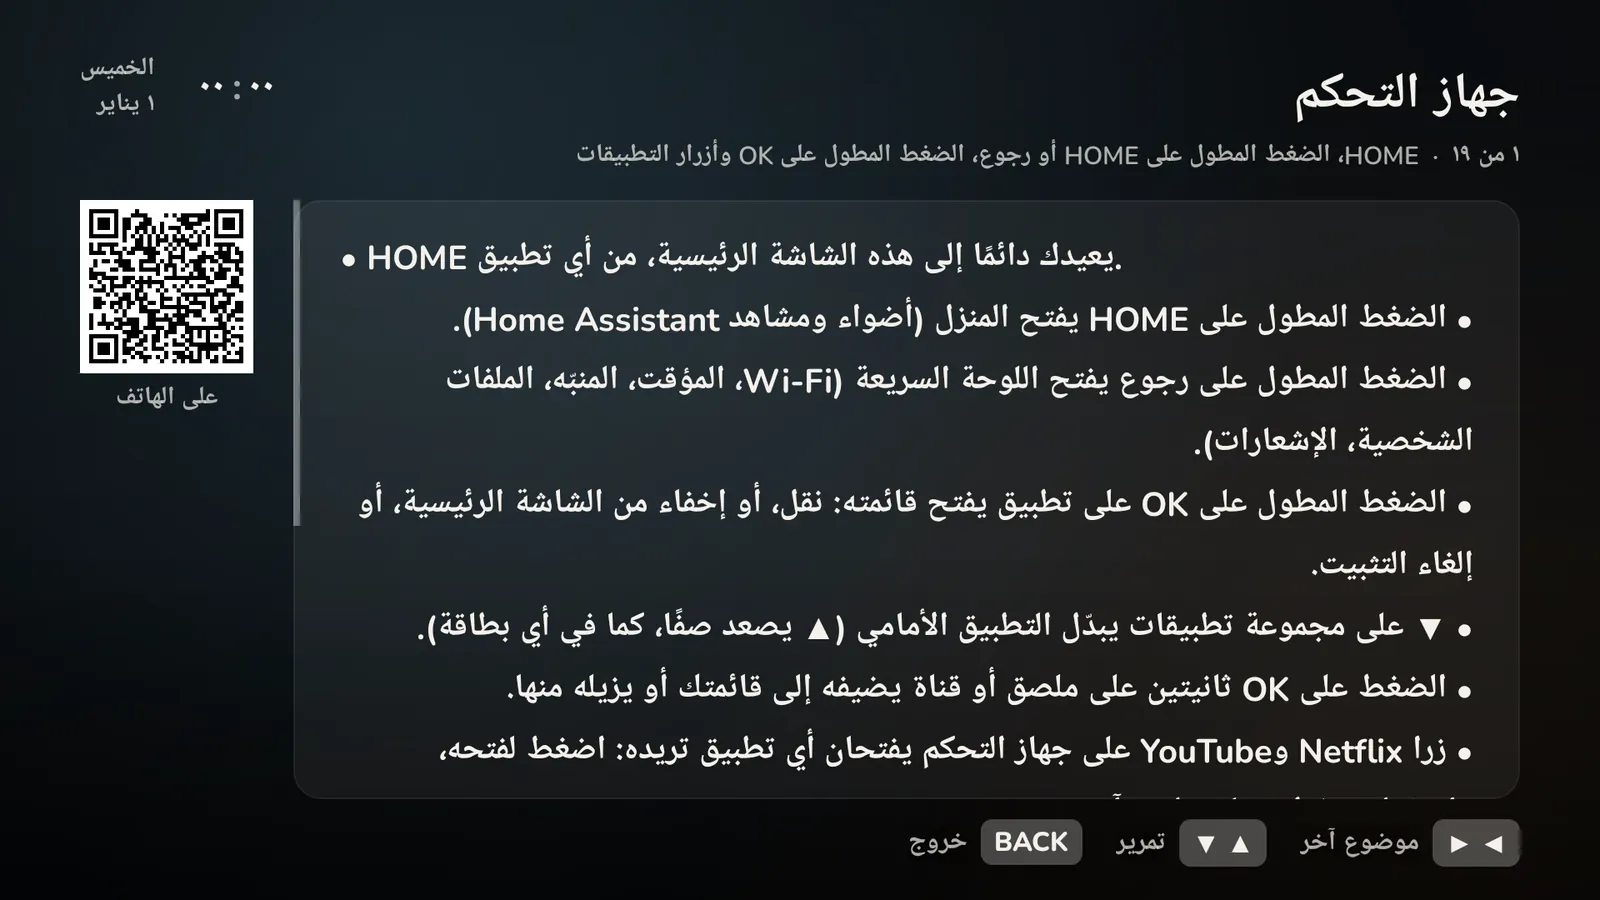 جهاز التحكم
١ من ١٩ · HOME، الضغط المطول على HOME أو رجوع، الضغط المطول على OK وأزرار التطبيقات
٠٠:٠٠
الخميس
١ يناير
على الهاتف
• HOME يعيدك دائمًا إلى هذه الشاشة الرئيسية، من أي تطبيق.
• الضغط المطول على HOME يفتح المنزل (أضواء ومشاهد Home Assistant).
• الضغط المطول على رجوع يفتح اللوحة السريعة (Wi-Fi، المؤقت، المنبّه، الملفات
الشخصية، الإشعارات).
• الضغط المطول على OK على تطبيق يفتح قائمته: نقل، أو إخفاء من الشاشة الرئيسية، أو
إلغاء التثبيت.
• ▼ على مجموعة تطبيقات يبدّل التطبيق الأمامي (▲ يصعد صفًا، كما في أي بطاقة).
• الضغط على OK ثانيتين على ملصق أو قناة يضيفه إلى قائمتك أو يزيله منها.
• زرا Netflix وYouTube على جهاز التحكم يفتحان أي تطبيق تريده: اضغط لفتحه،
◀ ▶ موضوع آخر ▲ ▼ تمرير BACK خروج